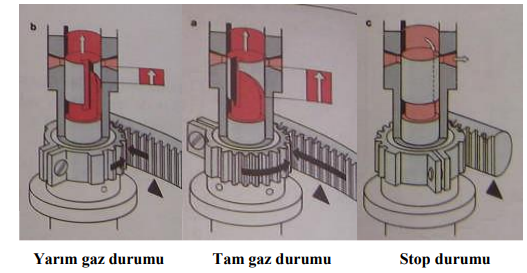 b
a
c
Yarım gaz durumu
Tam gaz durumu
Stop durumu